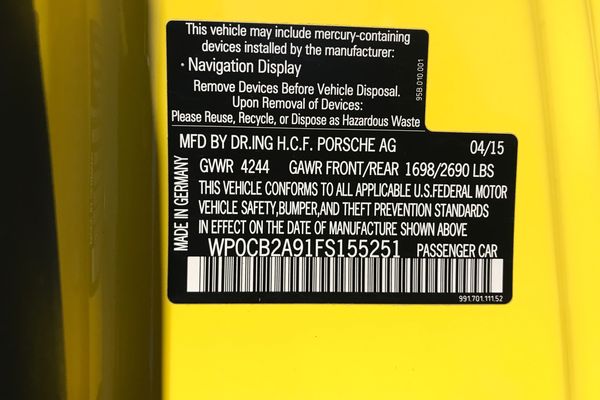 This vehicle may include mercury-containing
devices installed by the manufacturer:
· Navigation Display
Remove Devices Before Vehicle Disposal.
Upon Removal of Devices:
Please Reuse, Recycle, or Dispose as Hazardous Waste
95B.010.001
MFD BY DR.ING H.C.F. PORSCHE AG 04/15
GVWR 4244 GAWR FRONT/REAR 1698/2690 LBS
THIS VEHICLE CONFORMS TO ALL APPLICABLE U.S.FEDERAL MOTOR
VEHICLE SAFETY,BUMPER,AND THEFT PREVENTION STANDARDS
IN EFFECT ON THE DATE OF MANUFACTURE SHOWN ABOVE
WP0CB2A91FS155251 PASSENGER CAR
MADE IN GERMANY
991.701.111.52